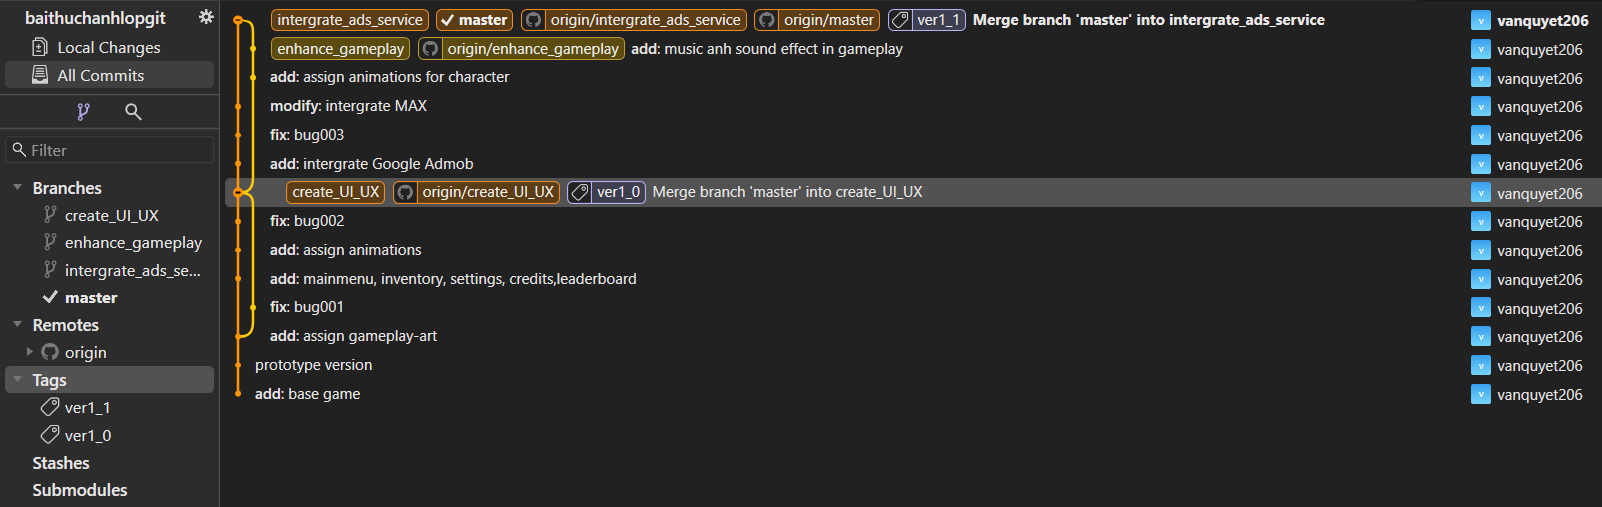 baithuchanhlopgit
Local Changes
All Commits
Filter
Branches
create_UI_UX
enhance_gameplay
intergrate_ads_se...
master
Remotes
origin
Tags
ver1_1
ver1_0
Stashes
Submodules
intergrate_ads_service master origin/intergrate_ads_service origin/master ver1_1 Merge branch 'master' into intergrate_ads_service v vanquyet206
enhance_gameplay origin/enhance_gameplay add: music anh sound effect in gameplay v vanquyet206
add: assign animations for character v vanquyet206
modify: intergrate MAX v vanquyet206
fix: bug003 v vanquyet206
add: intergrate Google Admob v vanquyet206
create_UI_UX origin/create_UI_UX ver1_0 Merge branch 'master' into create_UI_UX v vanquyet206
fix: bug002 v vanquyet206
add: assign animations v vanquyet206
add: mainmenu, inventory, settings, credits,leaderboard v vanquyet206
fix: bug001 v vanquyet206
add: assign gameplay-art v vanquyet206
prototype version v vanquyet206
add: base game v vanquyet206